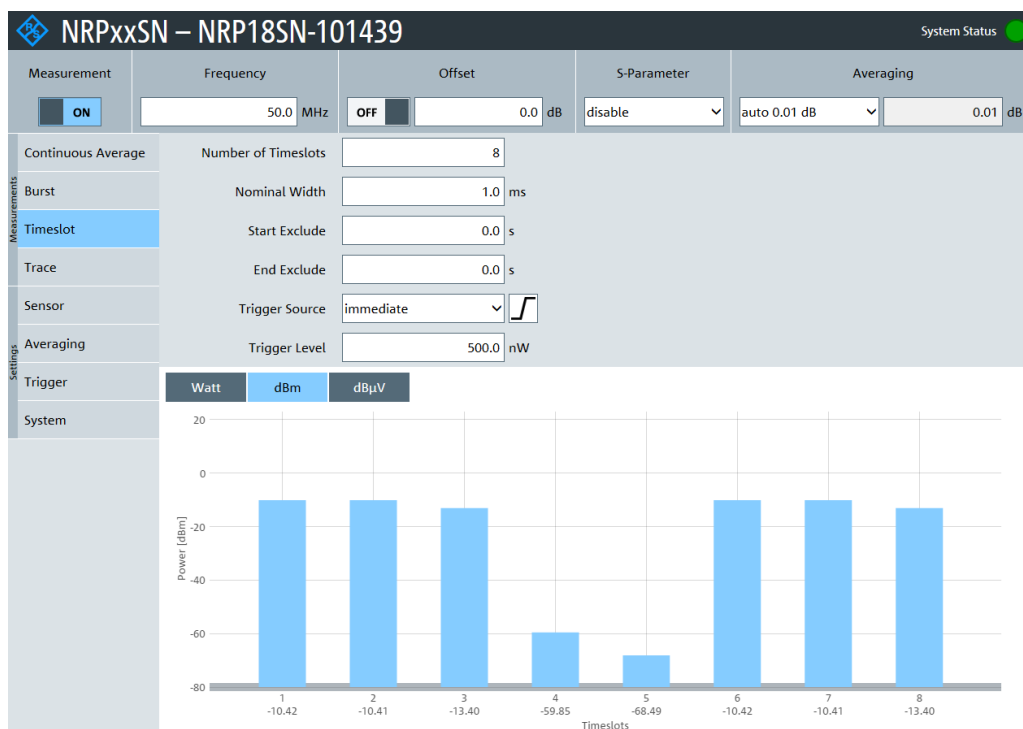 R&S NRPxxSN – NRP18SN-101439 System Status
Measurement Frequency Offset S-Parameter Averaging
ON 50.0 MHz OFF 0.0 dB disable auto 0.01 dB 0.01 dB
Measurements
Continuous Average
Burst
Timeslot
Trace
Settings
Sensor
Averaging
Trigger
System
Number of Timeslots 8
Nominal Width 1.0 ms
Start Exclude 0.0 s
End Exclude 0.0 s
Trigger Source immediate
Trigger Level 500.0 nW
Watt dBm dBµV
Power [dBm]
20
0
-20
-40
-60
-80
1 2 3 4 5 6 7 8
-10.42 -10.41 -13.40 -59.85 -68.49 -10.42 -10.41 -13.40
Timeslots